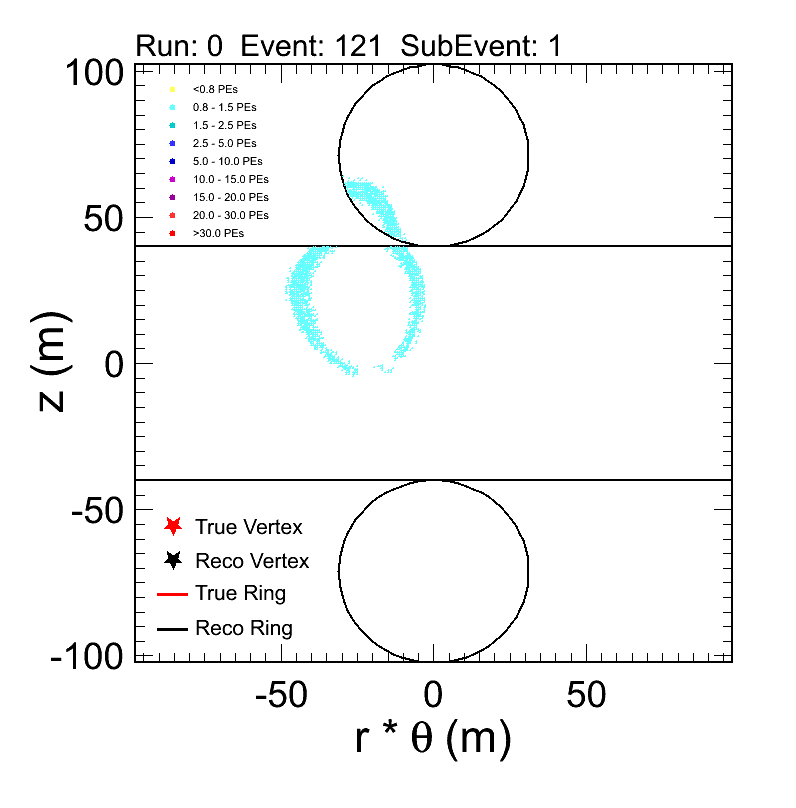 Run: 0 Event: 121 SubEvent: 1
100
<0.8 PEs
0.8 - 1.5 PEs
1.5 - 2.5 PEs
2.5 - 5.0 PEs
5.0 - 10.0 PEs
10.0 - 15.0 PEs
15.0 - 20.0 PEs
20.0 - 30.0 PEs
>30.0 PEs
50
z (m)
0
-50
True Vertex
Reco Vertex
True Ring
Reco Ring
-100
-50 0 50
r * θ (m)